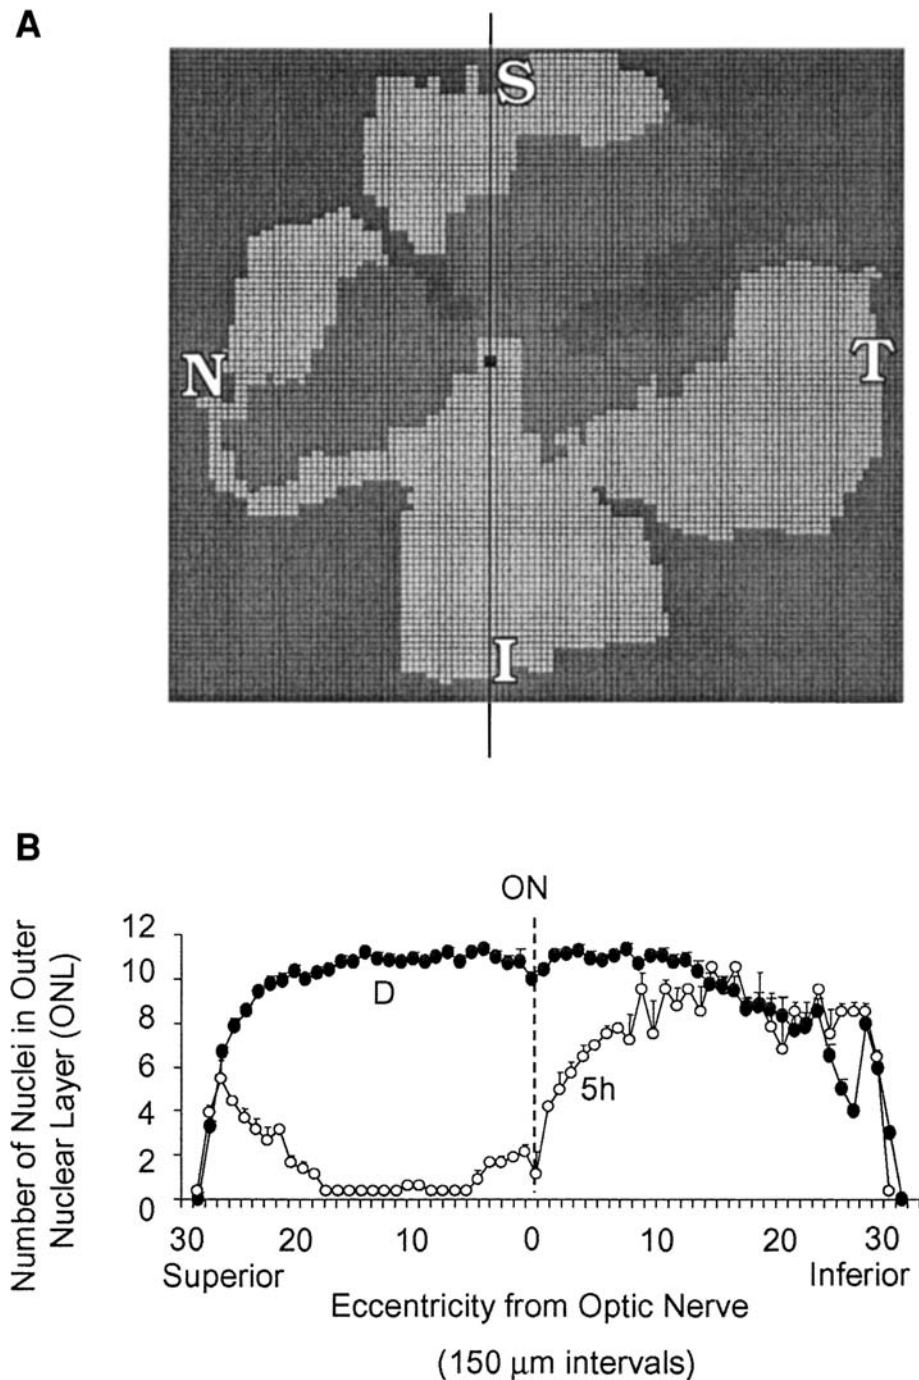 A
S
N
T
I
B
ON
Number of Nuclei in Outer
Nuclear Layer (ONL)
12
10
8
6
4
2
0
D
5h
30 20 10 0 10 20 30
Superior Inferior
Eccentricity from Optic Nerve
(150 µm intervals)